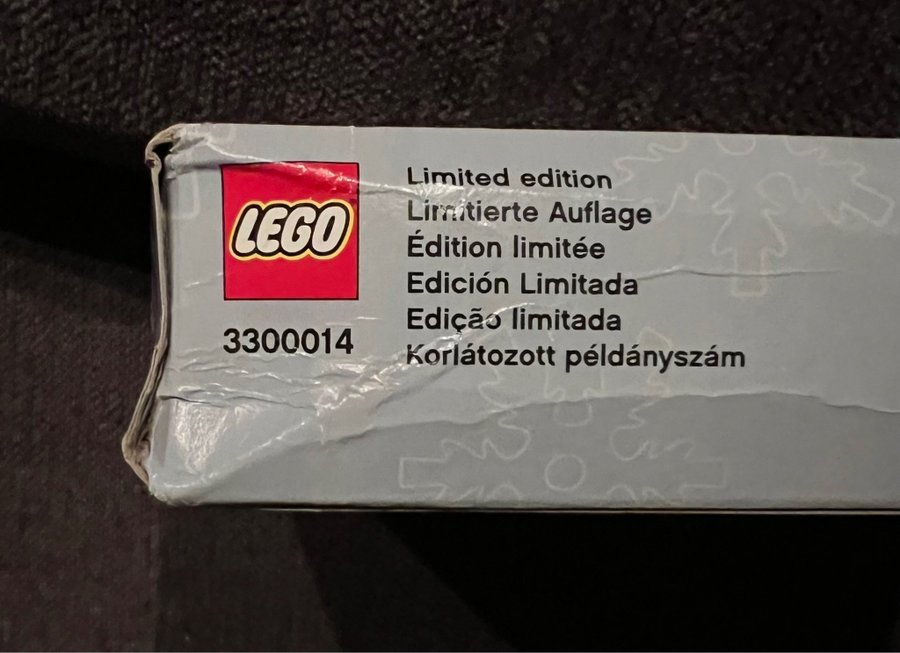 LEGO
3300014
Limited edition
Limitierte Auflage
Édition limitée
Edición Limitada
Edição limitada
Korlátozott példányszám